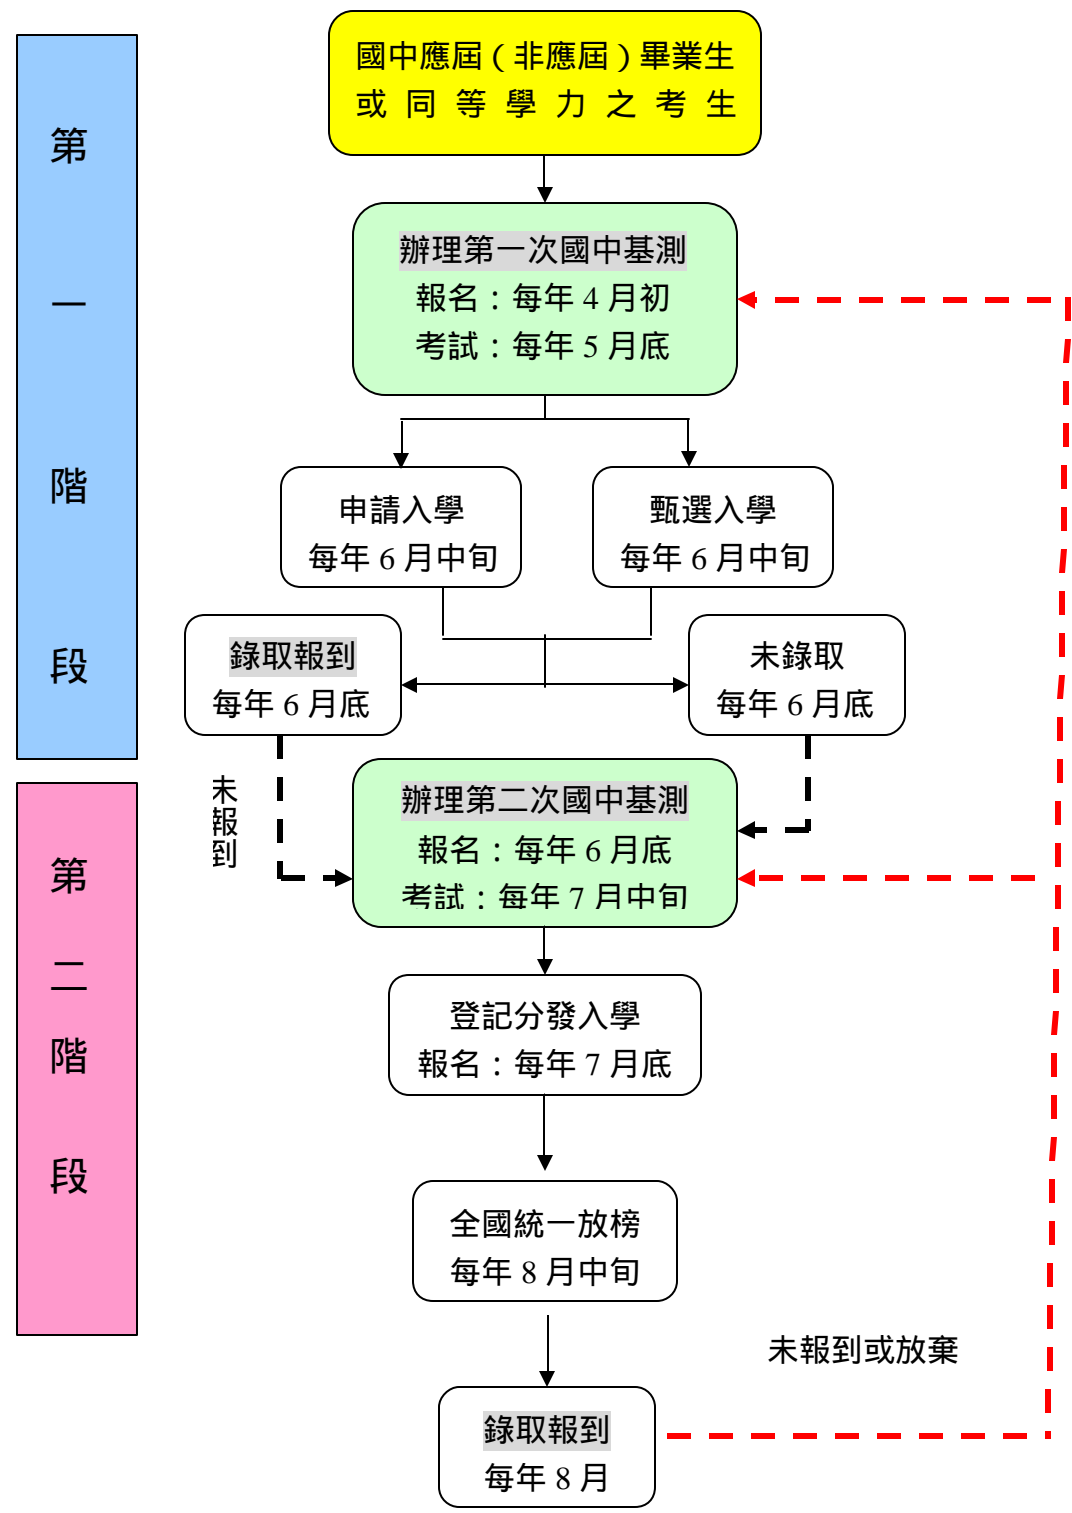 第一階段
國中應屆（非應屆）畢業生
或同等學力之考生
辦理第一次國中基測
報名：每年 4 月初
考試：每年 5 月底
申請入學
每年 6 月中旬
甄選入學
每年 6 月中旬
錄取報到
每年 6 月底
未錄取
每年 6 月底
未報到
第二階段
辦理第二次國中基測
報名：每年 6 月底
考試：每年 7 月中旬
登記分發入學
報名：每年 7 月底
全國統一放榜
每年 8 月中旬
未報到或放棄
錄取報到
每年 8 月